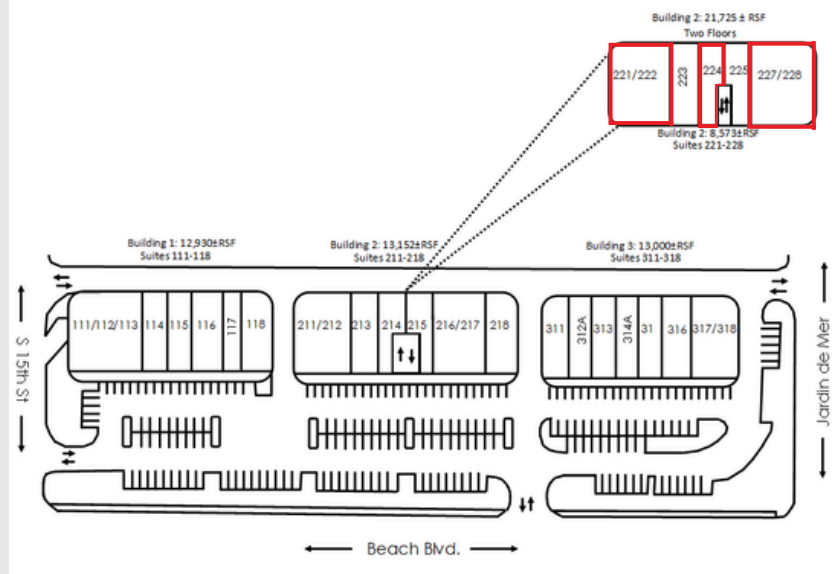 Building 2: 21,725 ± RSF
Two Floors
221/222 223 224 225 227/228
Building 2: 8,573±RSF
Suites 221-228
Building 1: 12,930±RSF
Suites 111-118
Building 2: 13,152±RSF
Suites 211-218
Building 3: 13,000±RSF
Suites 311-318
111/112/113 114 115 116 117 118
211/212 213 214 215 216/217 218
311 312A 313 314A 31 316 317/318
S 15th St
Jardin de Mer
Beach Blvd.